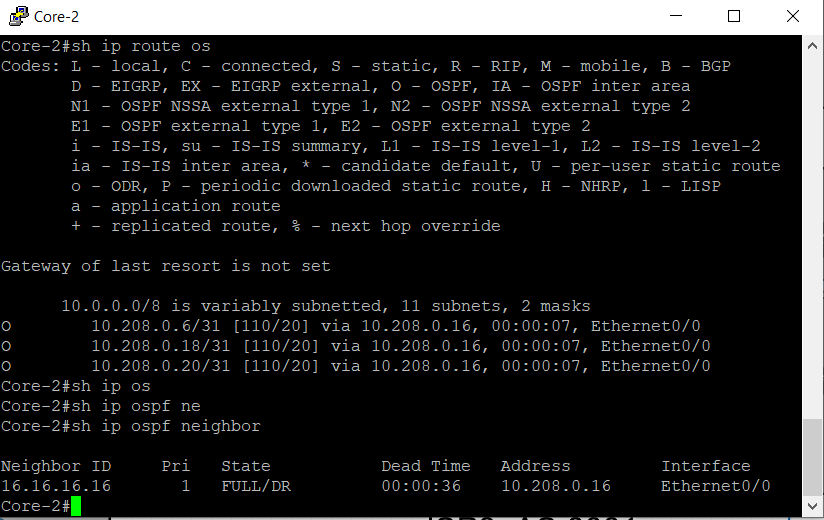 Core-2
Core-2#sh ip route os
Codes: L - local, C - connected, S - static, R - RIP, M - mobile, B - BGP
       D - EIGRP, EX - EIGRP external, O - OSPF, IA - OSPF inter area
       N1 - OSPF NSSA external type 1, N2 - OSPF NSSA external type 2
       E1 - OSPF external type 1, E2 - OSPF external type 2
       i - IS-IS, su - IS-IS summary, L1 - IS-IS level-1, L2 - IS-IS level-2
       ia - IS-IS inter area, * - candidate default, U - per-user static route
       o - ODR, P - periodic downloaded static route, H - NHRP, l - LISP
       a - application route
       + - replicated route, % - next hop override
Gateway of last resort is not set
      10.0.0.0/8 is variably subnetted, 11 subnets, 2 masks
O        10.208.0.6/31 [110/20] via 10.208.0.16, 00:00:07, Ethernet0/0
O        10.208.0.18/31 [110/20] via 10.208.0.16, 00:00:07, Ethernet0/0
O        10.208.0.20/31 [110/20] via 10.208.0.16, 00:00:07, Ethernet0/0
Core-2#sh ip os
Core-2#sh ip ospf ne
Core-2#sh ip ospf neighbor
Neighbor ID     Pri   State           Dead Time   Address         Interface
16.16.16.16       1   FULL/DR         00:00:36    10.208.0.16     Ethernet0/0
Core-2#